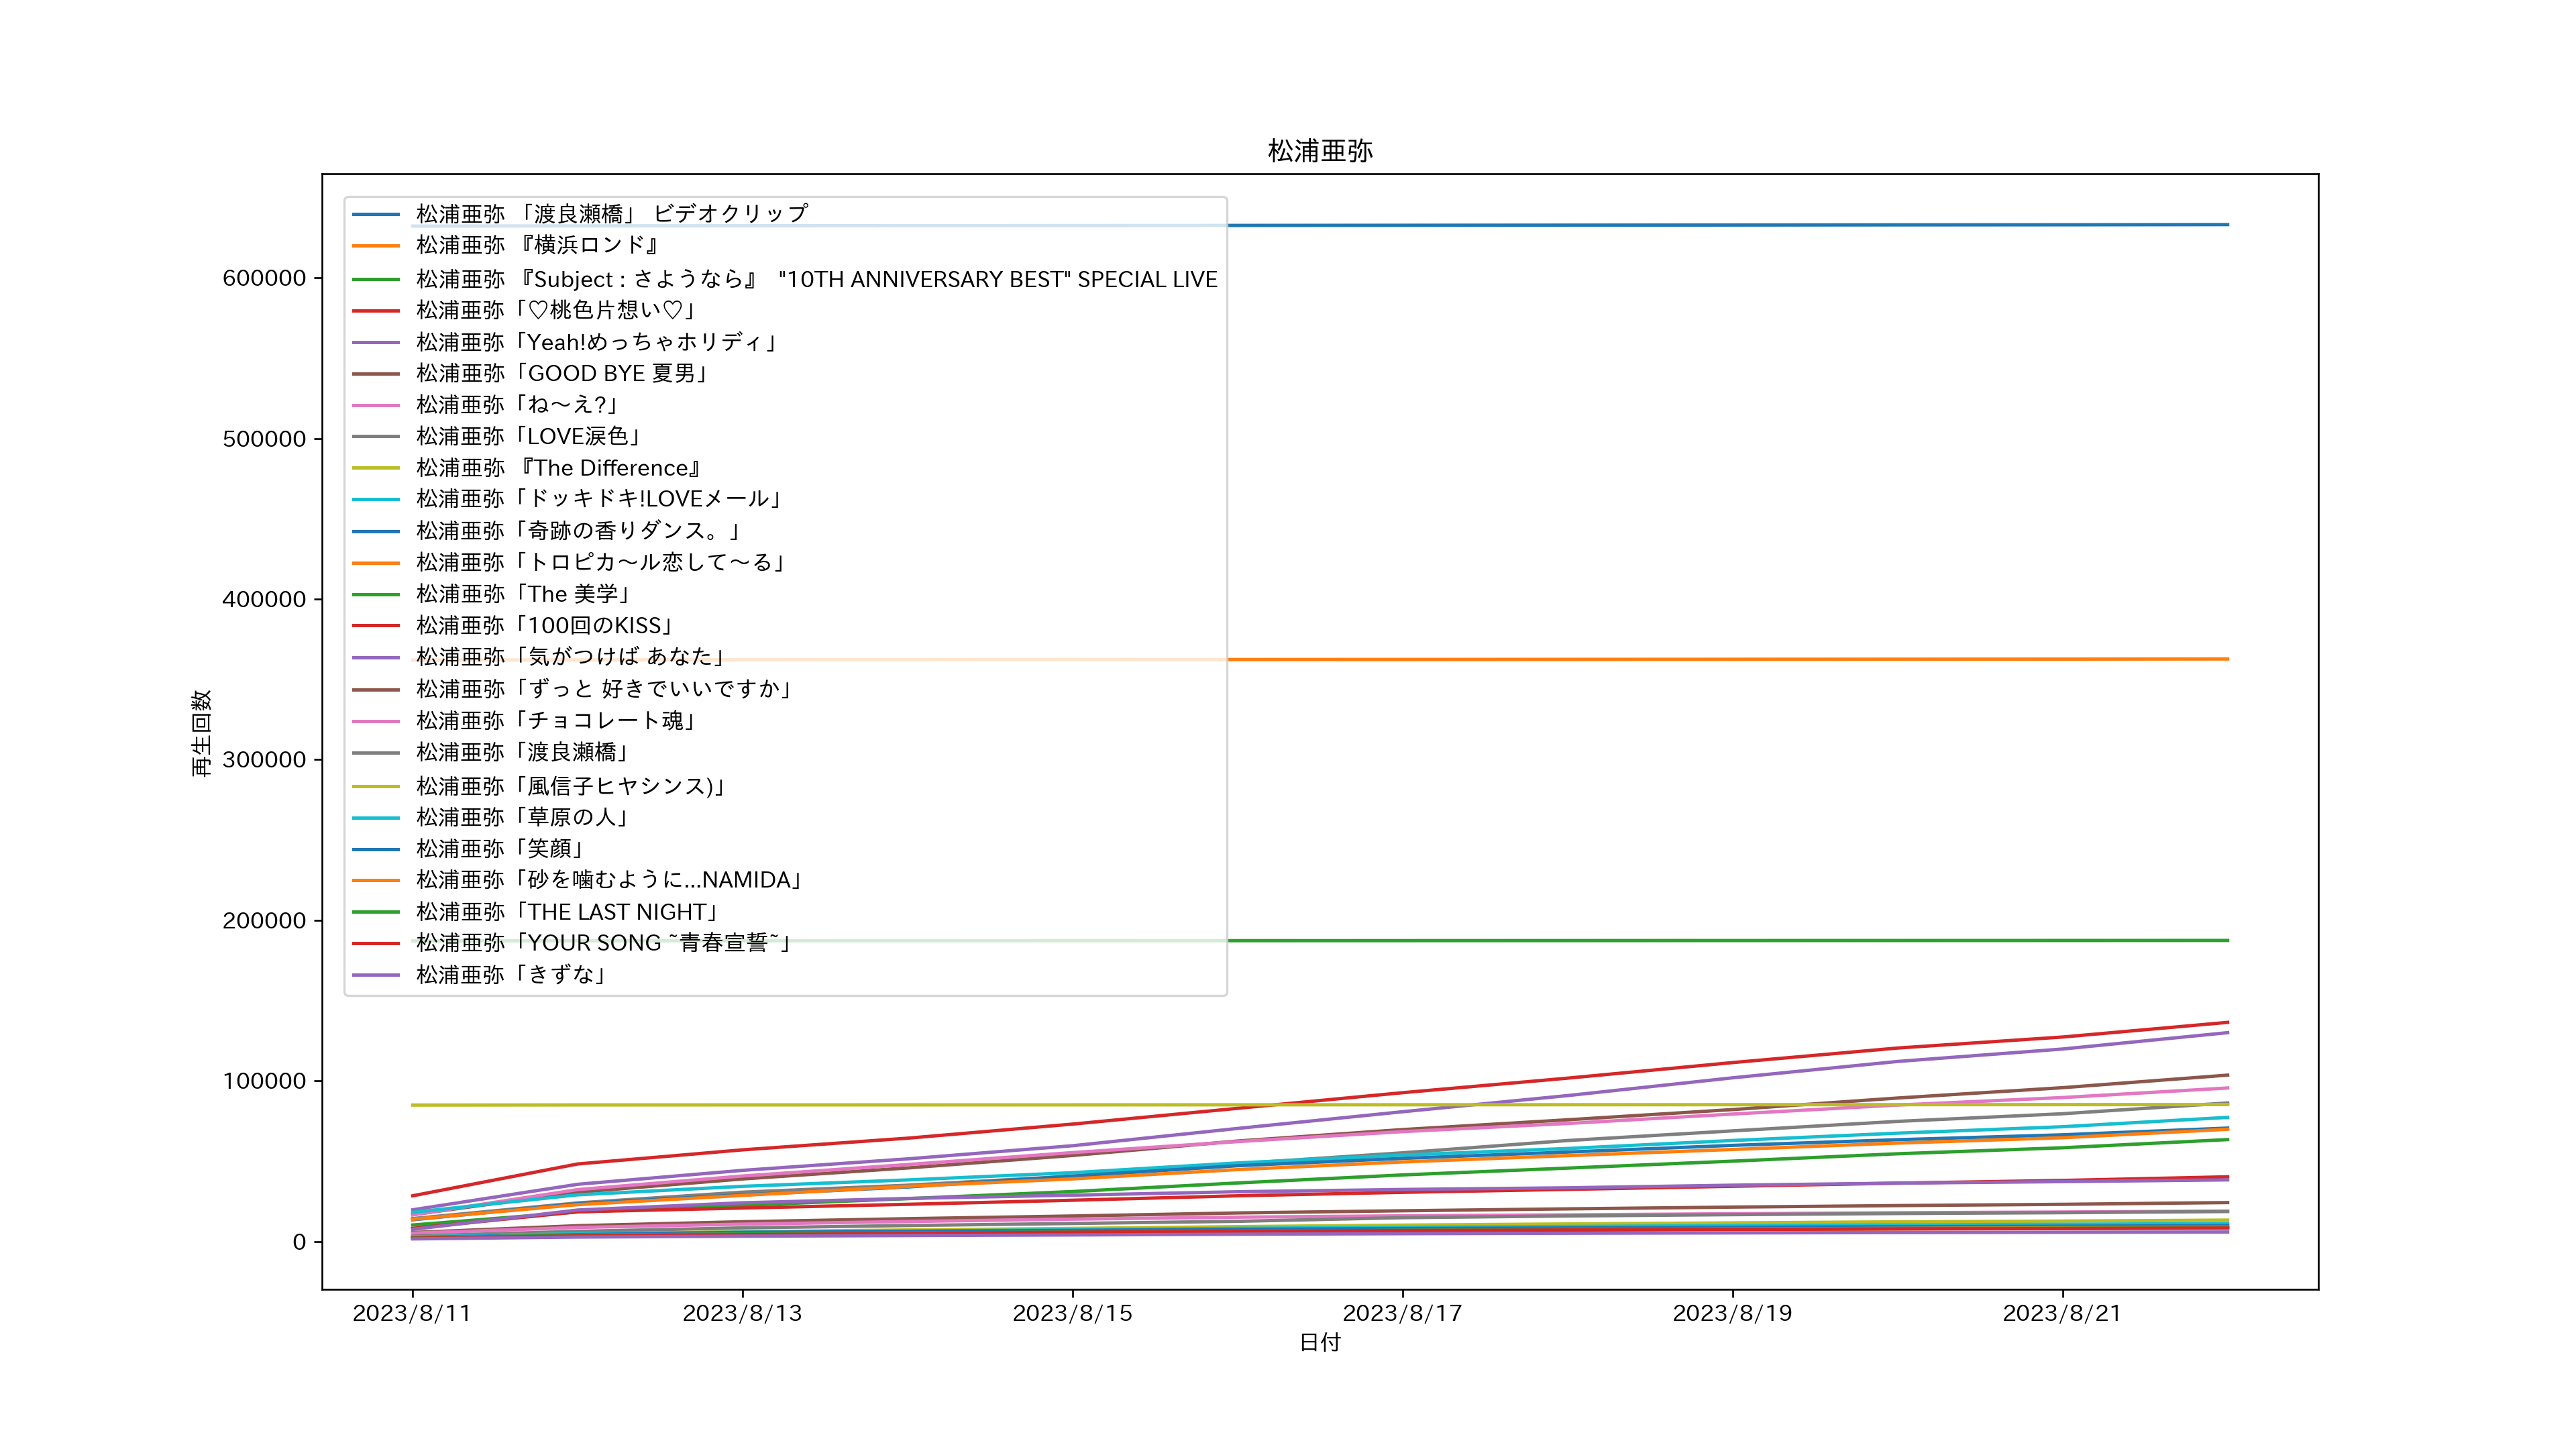 松浦亜弥
松浦亜弥 「渡良瀬橋」 ビデオクリップ
松浦亜弥 『横浜ロンド』
松浦亜弥 『Subject : さようなら』 "10TH ANNIVERSARY BEST" SPECIAL LIVE
松浦亜弥「♡桃色片想い♡」
松浦亜弥「Yeah!めっちゃホリディ」
松浦亜弥「GOOD BYE 夏男」
松浦亜弥「ね〜え?」
松浦亜弥「LOVE涙色」
松浦亜弥 『The Difference』
松浦亜弥「ドッキドキ!LOVEメール」
松浦亜弥「奇跡の香りダンス。」
松浦亜弥「トロピカ〜ル恋して〜る」
松浦亜弥「The 美学」
松浦亜弥「100回のKISS」
松浦亜弥「気がつけば あなた」
松浦亜弥「ずっと 好きでいいですか」
松浦亜弥「チョコレート魂」
松浦亜弥「渡良瀬橋」
松浦亜弥「風信子ヒヤシンス)」
松浦亜弥「草原の人」
松浦亜弥「笑顔」
松浦亜弥「砂を噛むように…NAMIDA」
松浦亜弥「THE LAST NIGHT」
松浦亜弥「YOUR SONG ~青春宣誓~」
松浦亜弥「きずな」
600000
500000
400000
300000
200000
100000
0
再生回数
2023/8/11
2023/8/13
2023/8/15
2023/8/17
2023/8/19
2023/8/21
日付